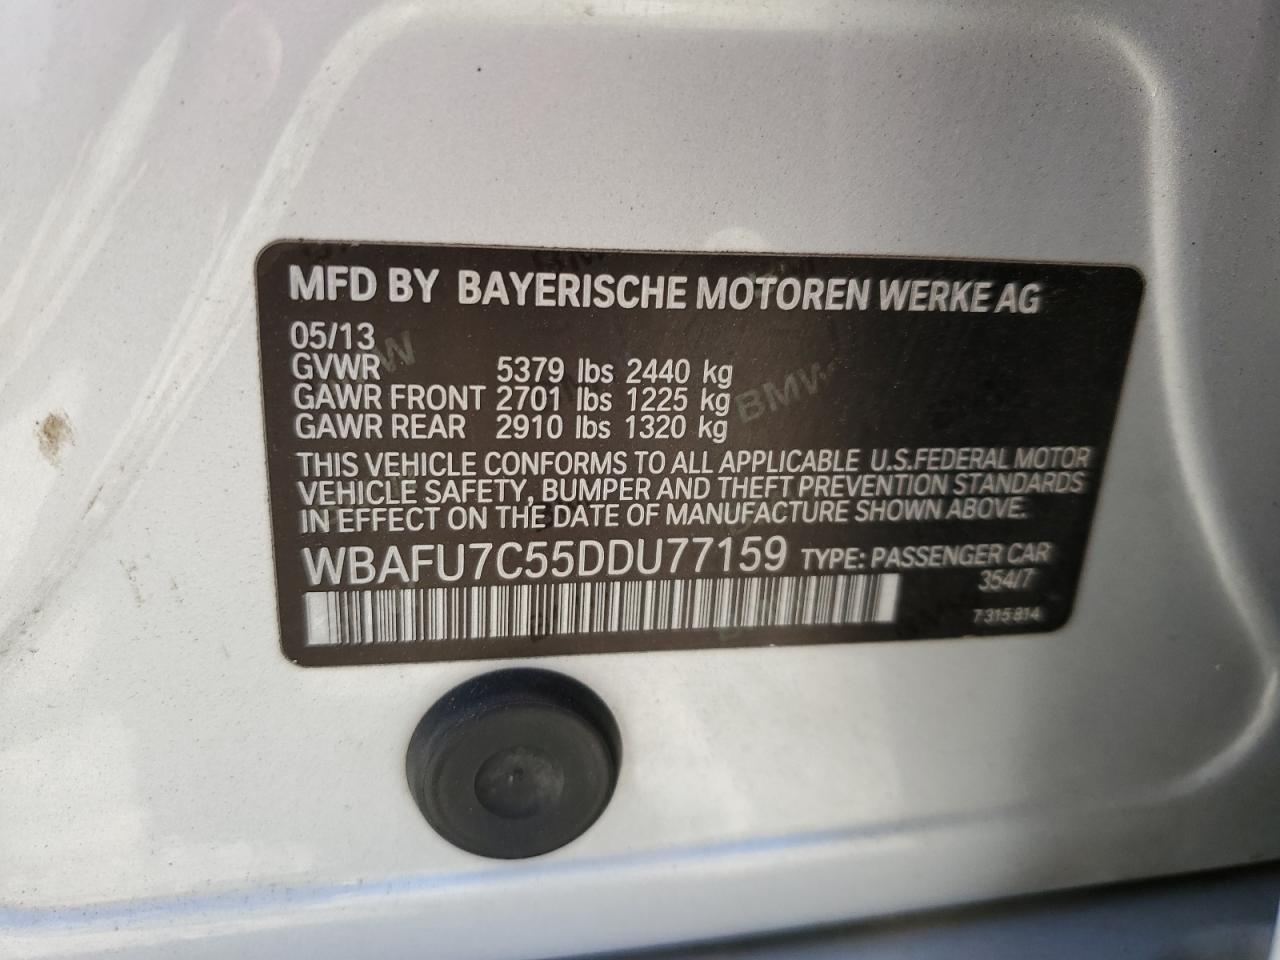 MFD BY BAYERISCHE MOTOREN WERKE AG
05/13
GVWR 5379 lbs 2440 kg
GAWR FRONT 2701 lbs 1225 kg
GAWR REAR 2910 lbs 1320 kg
THIS VEHICLE CONFORMS TO ALL APPLICABLE U.S.FEDERAL MOTOR
VEHICLE SAFETY, BUMPER AND THEFT PREVENTION STANDARDS
IN EFFECT ON THE DATE OF MANUFACTURE SHOWN ABOVE.
WBAFU7C55DDU77159 TYPE: PASSENGER CAR
354/7
7 315 814